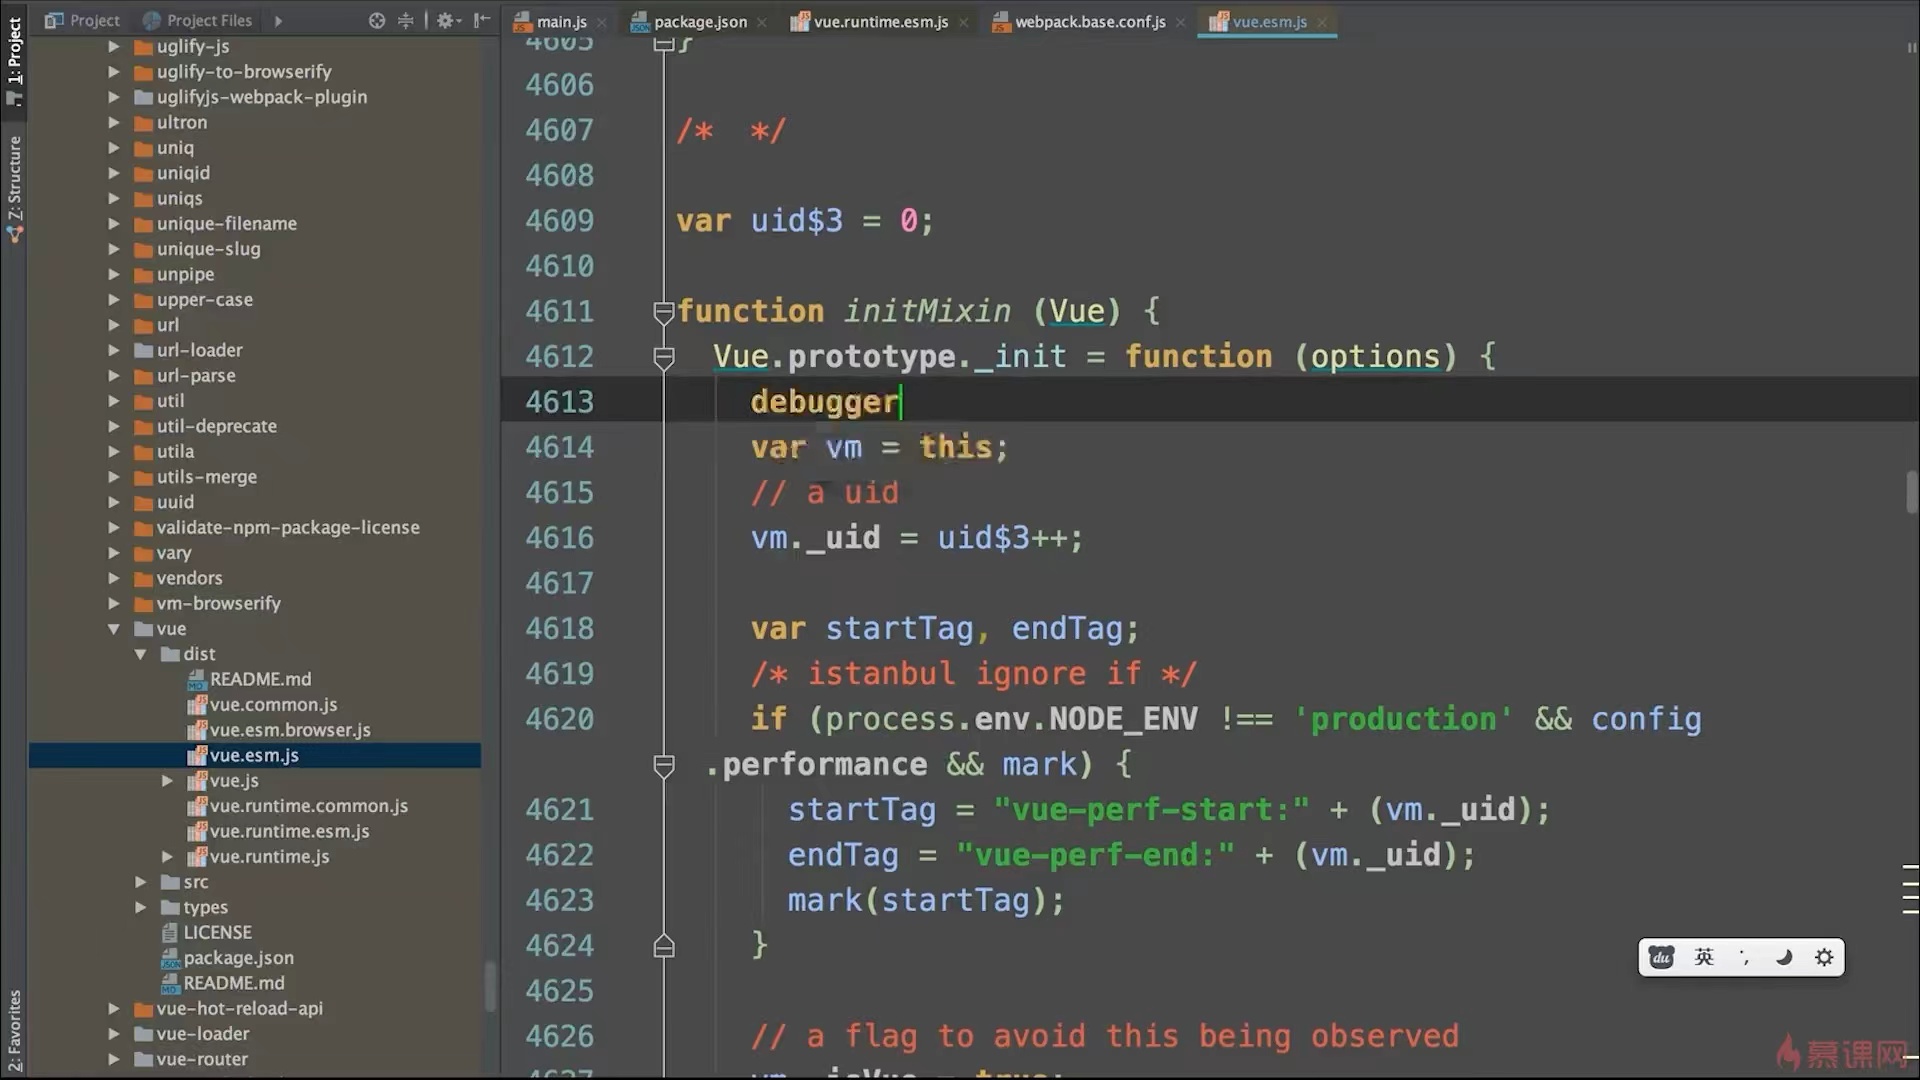 Project
Project Files
main.js
package.json
vue.runtime.esm.js
webpack.base.conf.js
vue.esm.js
1: Project
Z: Structure
2: Favorites
uglify-js
uglify-to-browserify
uglifyjs-webpack-plugin
ultron
uniq
uniqid
uniqs
unique-filename
unique-slug
unpipe
upper-case
url
url-loader
url-parse
util
util-deprecate
utila
utils-merge
uuid
validate-npm-package-license
vary
vendors
vm-browserify
vue
dist
README.md
vue.common.js
vue.esm.browser.js
vue.esm.js
vue.js
vue.runtime.common.js
vue.runtime.esm.js
vue.runtime.js
src
types
LICENSE
package.json
README.md
vue-hot-reload-api
vue-loader
vue-router
4605 }
4606
4607 /*  */
4608
4609 var uid$3 = 0;
4610
4611 function initMixin (Vue) {
4612 Vue.prototype._init = function (options) {
4613 debugger
4614 var vm = this;
4615 // a uid
4616 vm._uid = uid$3++;
4617
4618 var startTag, endTag;
4619 /* istanbul ignore if */
4620 if (process.env.NODE_ENV !== 'production' && config
.performance && mark) {
4621 startTag = "vue-perf-start:" + (vm._uid);
4622 endTag = "vue-perf-end:" + (vm._uid);
4623 mark(startTag);
4624 }
4625
4626 // a flag to avoid this being observed
4627 vm._isVue = true;
du 英
慕课网